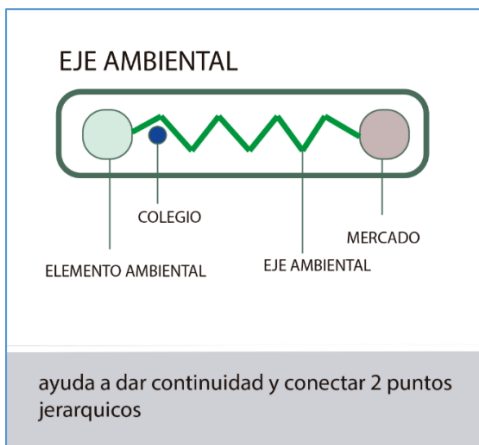 EJE AMBIENTAL
COLEGIO
MERCADO
ELEMENTO AMBIENTAL
EJE AMBIENTAL
ayuda a dar continuidad y conectar 2 puntos
jerarquicos